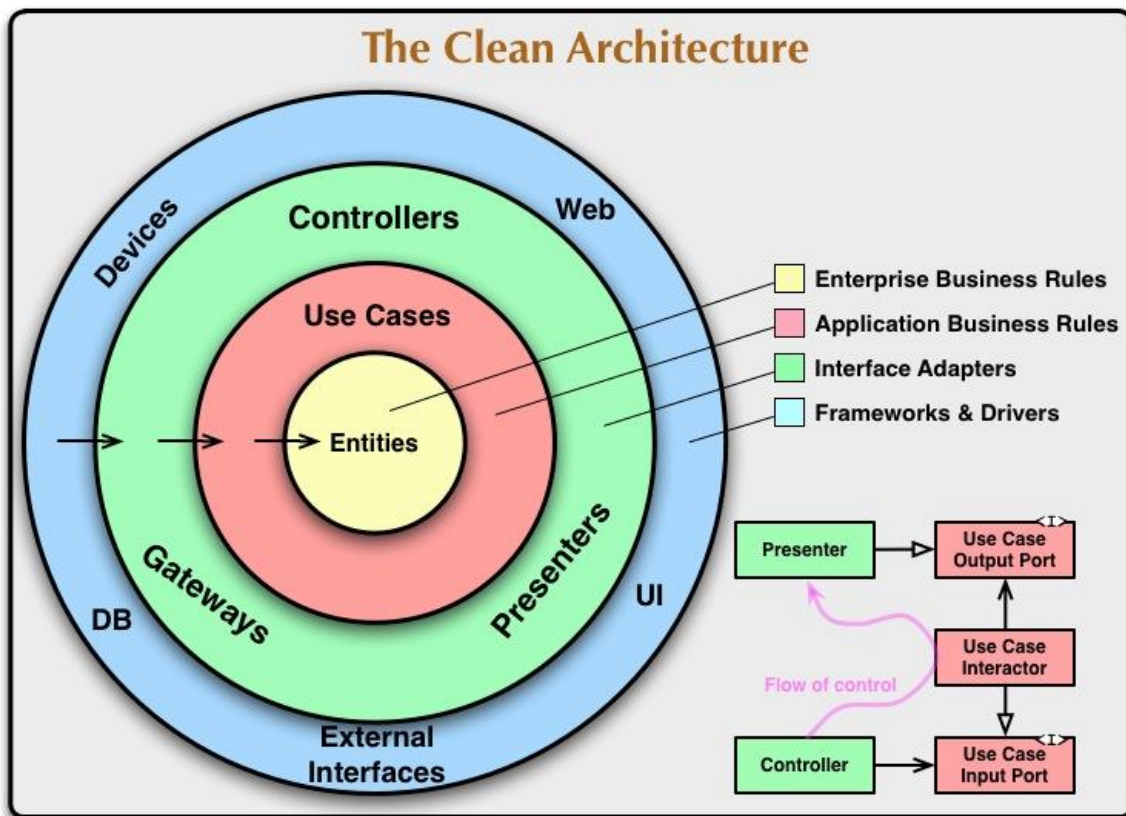 The Clean Architecture
Devices
Web
Controllers
Use Cases
Entities
Gateways
Presenters
DB
UI
External
Interfaces
Enterprise Business Rules
Application Business Rules
Interface Adapters
Frameworks & Drivers
Presenter
<I>
Use Case
Output Port
Use Case
Interactor
Flow of control
Controller
<I>
Use Case
Input Port